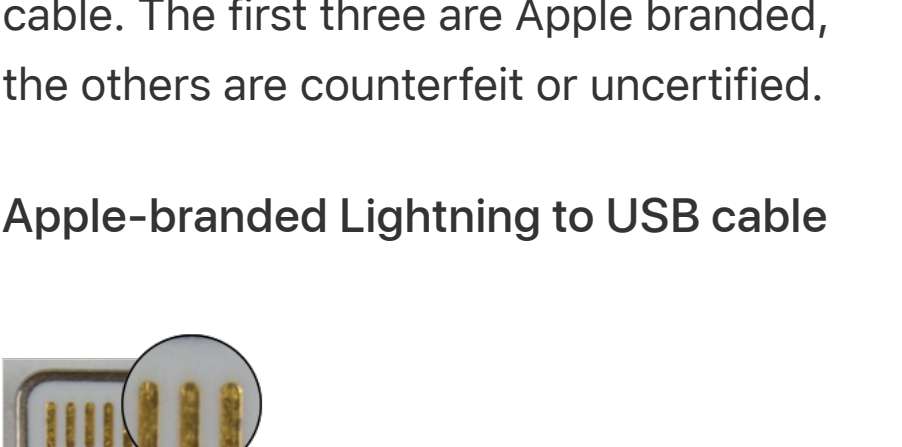 cable. The first three are Apple branded,
the others are counterfeit or uncertified.
Apple-branded Lightning to USB cable